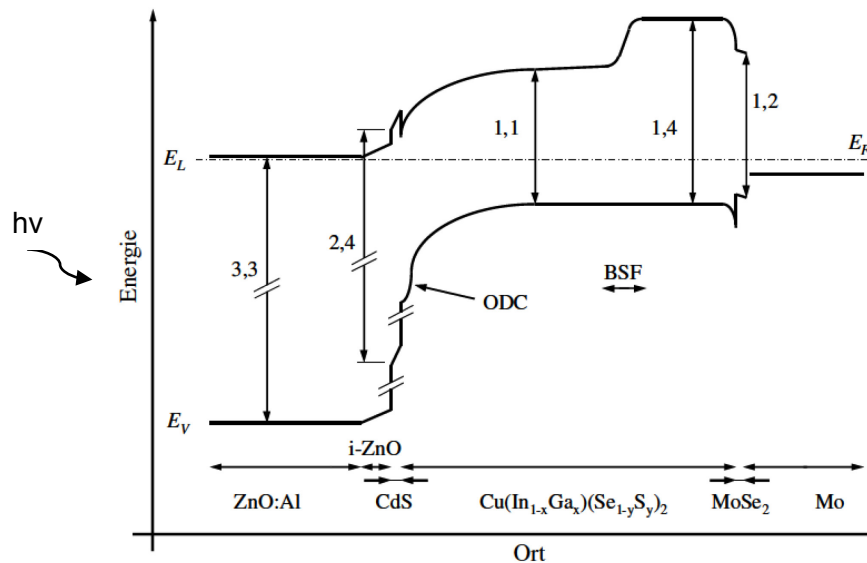 E_L
E_F
1,1
1,4
1,2
hν
Energie
3,3
2,4
BSF
ODC
E_V
i-ZnO
ZnO:Al
CdS
Cu(In₁₋ₓGaₓ)(Se₁₋ᵧSᵧ)₂
MoSe₂
Mo
Ort